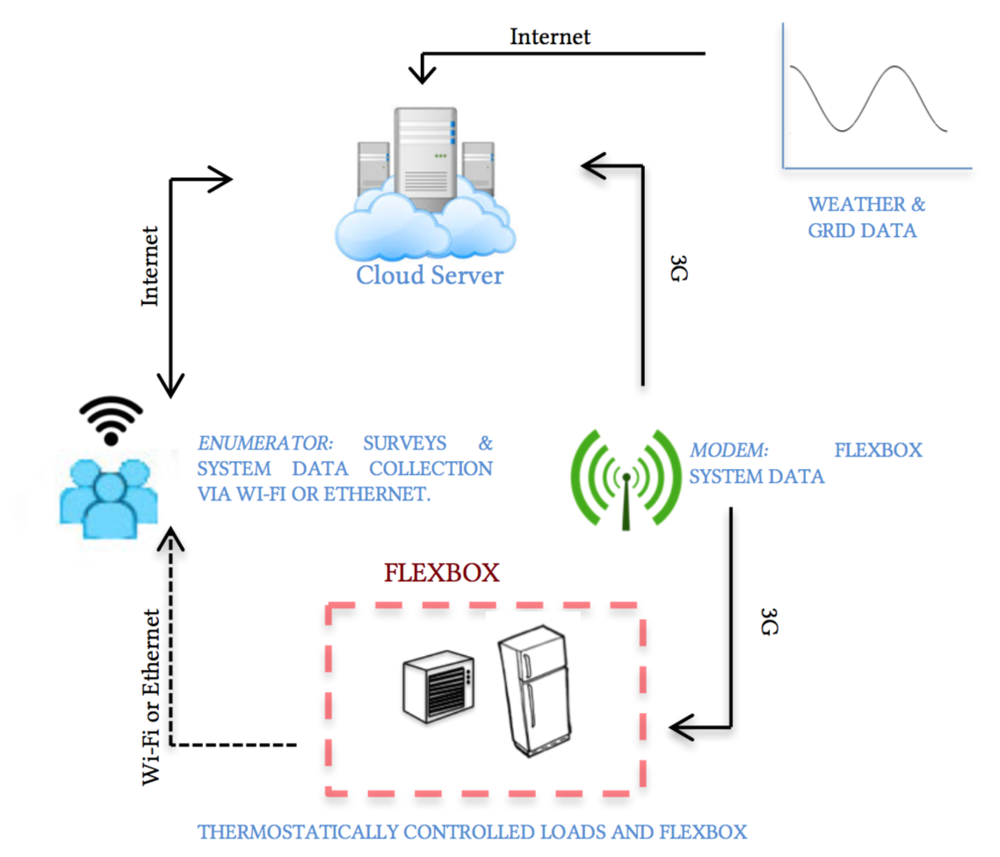 Internet
WEATHER &
GRID DATA
Cloud Server
Internet
3G
ENUMERATOR: SURVEYS &
SYSTEM DATA COLLECTION
VIA WI-FI OR ETHERNET.
MODEM: FLEXBOX
SYSTEM DATA
FLEXBOX
3G
Wi-Fi or Ethernet
THERMOSTATICALLY CONTROLLED LOADS AND FLEXBOX